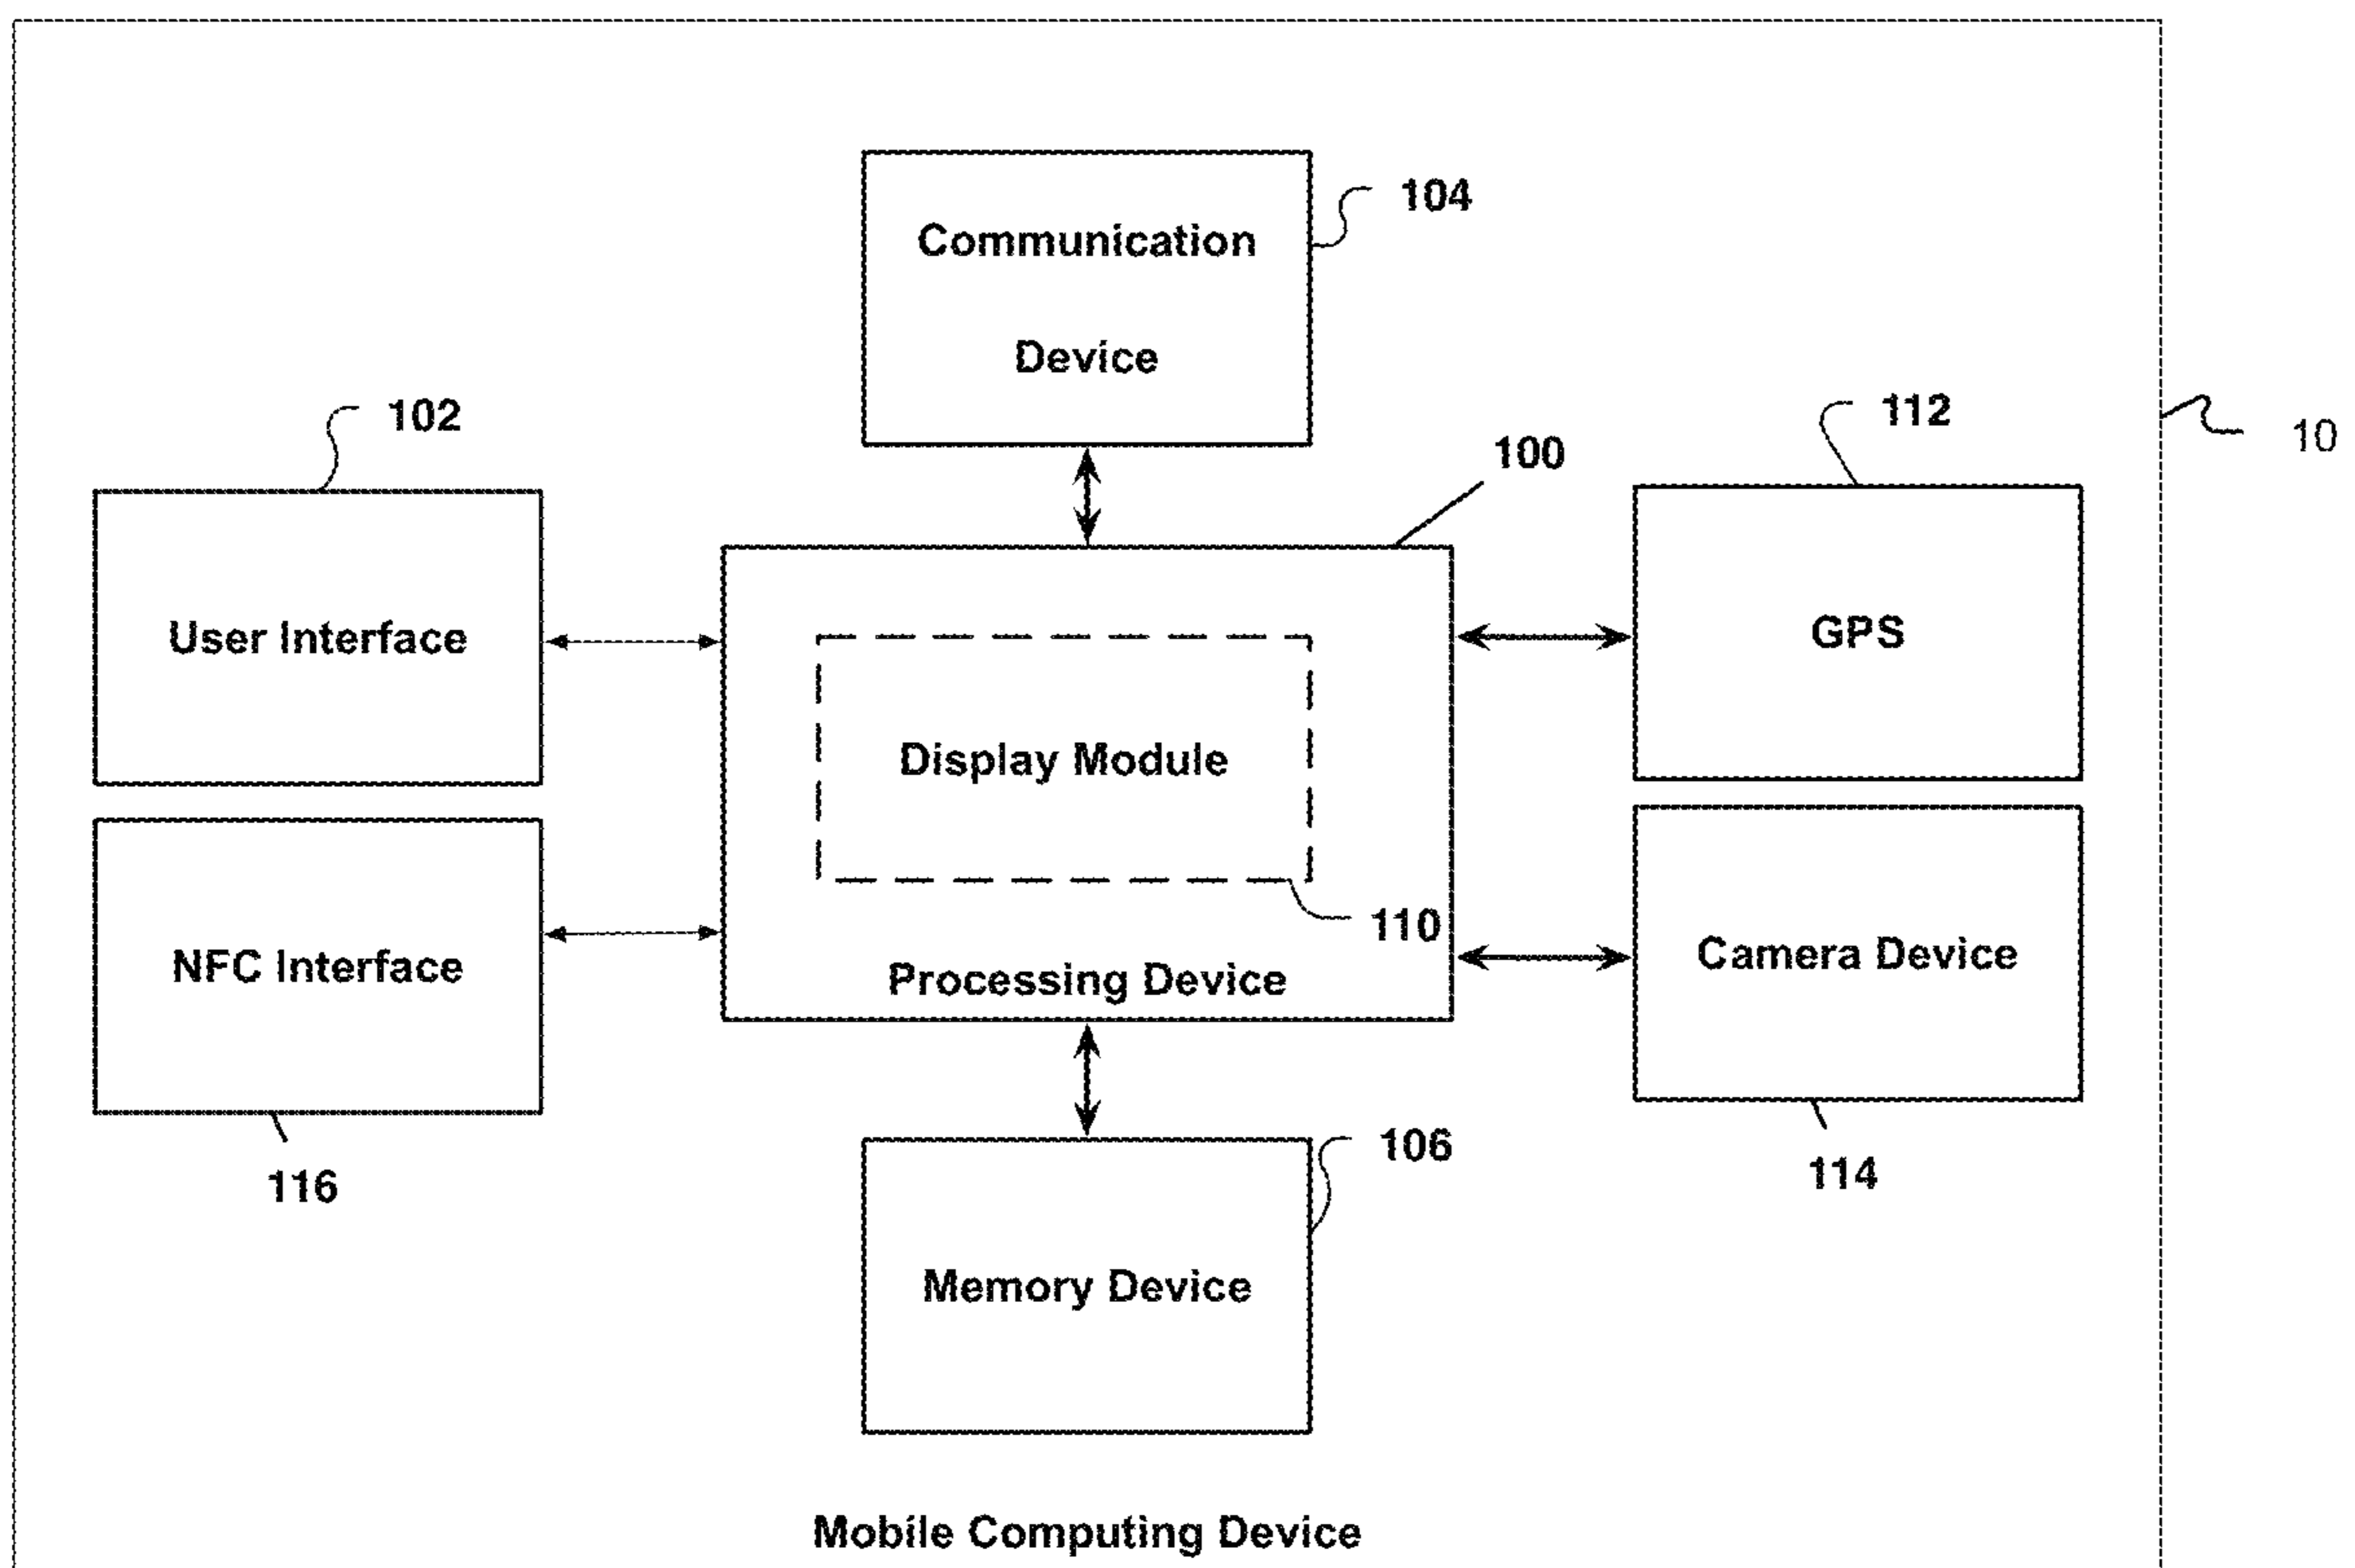 104
Communication
Device
102
112
10
100
User Interface
GPS
Display Module
110
NFC Interface
Camera Device
Processing Device
106
116
114
Memory Device
Mobile Computing Device